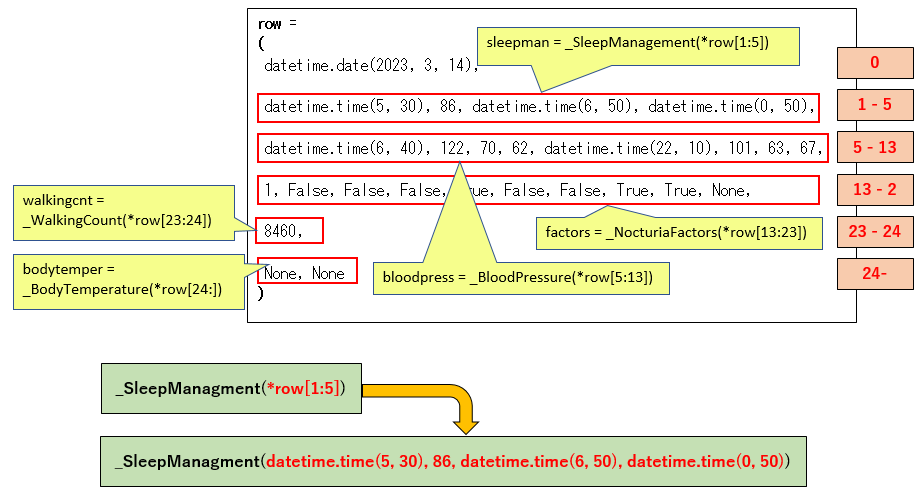 row =
(
sleepman = _SleepManagement(*row[1:5])
datetime.date(2023, 3, 14),
0
datetime.time(5, 30), 86, datetime.time(6, 50), datetime.time(0, 50),
1 - 5
datetime.time(6, 40), 122, 70, 62, datetime.time(22, 10), 101, 63, 67,
5 - 13
1, False, False, False, rue, False, False, True, True, None,
13 - 2
walkingcnt =
_WalkingCount(*row[23:24])
8460,
factors = _NocturiaFactors(*row[13:23])
23 - 24
bodytemper =
_BodyTemperature(*row[24:])
None, None
bloodpress = _BloodPressure(*row[5:13])
24-
)
_SleepManagment(*row[1:5])
_SleepManagment(datetime.time(5, 30), 86, datetime.time(6, 50), datetime.time(0, 50))